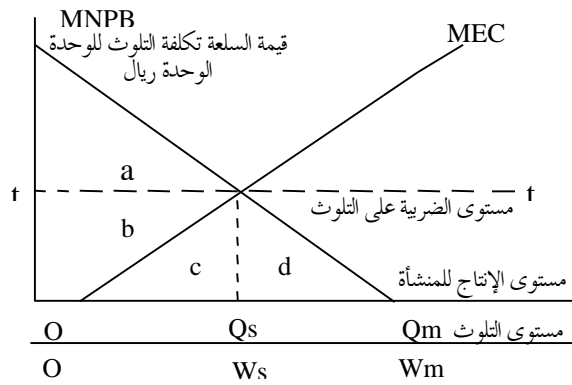 MNPB
MEC
قيمة السلعة تكلفة التلوث للوحدة
الوحدة ريال
a
t t
مستوى الضريبة على التلوث
b
c d
مستوى الإنتاج للمنشأة
O Qs Qm مستوى التلوث
O Ws Wm